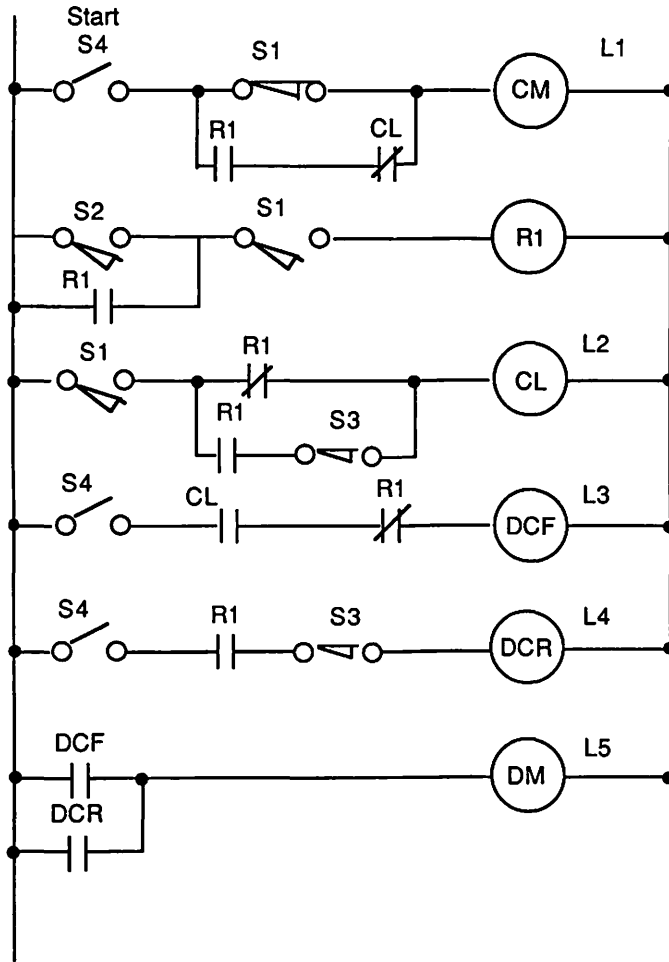 Start
S4 S1 L1
CM
R1 CL
S2 S1
R1
R1
S1 R1 L2
CL
R1 S3
S4 CL R1 L3
DCF
S4 R1 S3 L4
DCR
DCF L5
DM
DCR